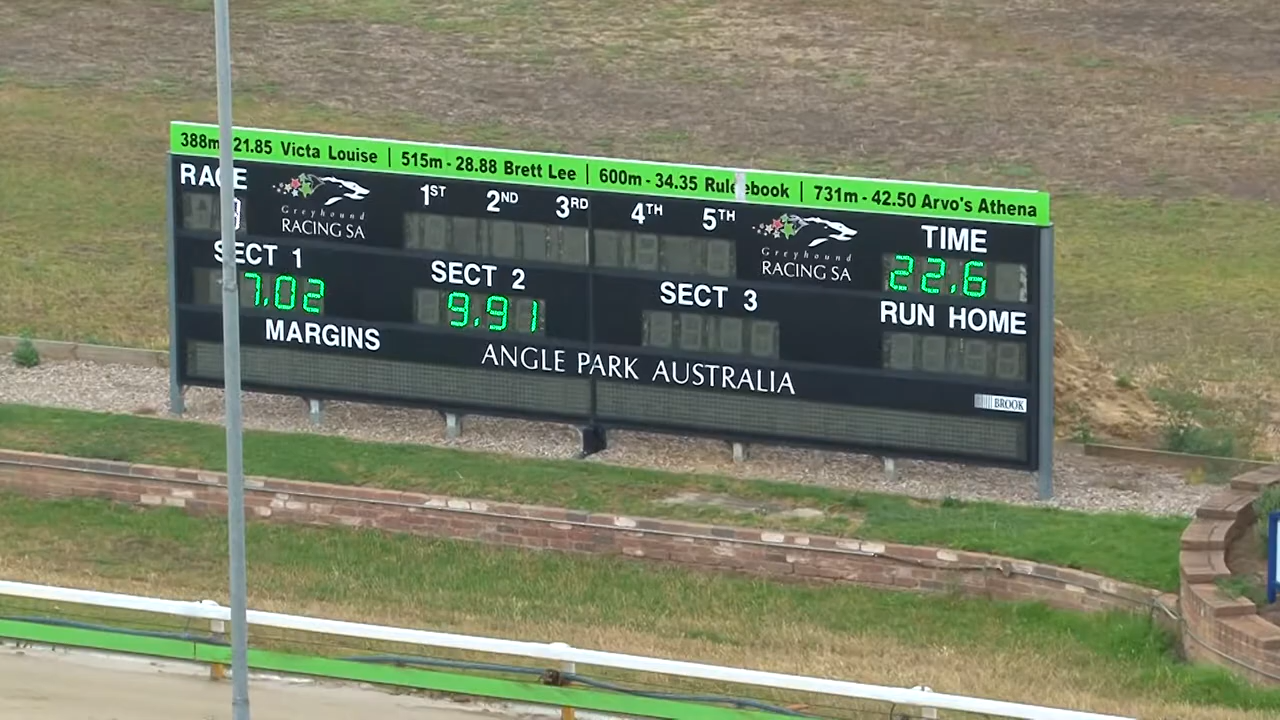 388m 21.85 Victa Louise | 515m - 28.88 Brett Lee | 600m - 34.35 Rulebook | 731m - 42.50 Arvo's Athena
RACE
Greyhound
RACING SA
1ST 2ND 3RD 4TH 5TH
Greyhound
RACING SA
TIME
22.6
SECT 1
7.02
SECT 2
9.91
SECT 3
RUN HOME
MARGINS
ANGLE PARK AUSTRALIA
BROOK